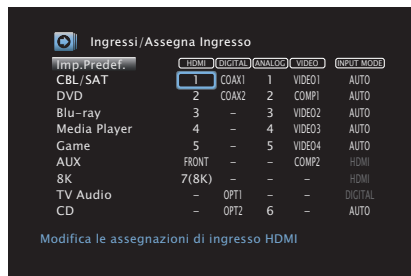 Ingressi/Assegna Ingresso
Imp.Predef. HDMI DIGITAL ANALOG VIDEO INPUT MODE
CBL/SAT 1 COAX1 1 VIDEO1 AUTO
DVD 2 COAX2 2 COMP1 AUTO
Blu-ray 3 – 3 VIDEO2 AUTO
Media Player 4 – 4 VIDEO3 AUTO
Game 5 – 5 VIDEO4 AUTO
AUX FRONT – – COMP2 HDMI
8K 7(8K) – – – HDMI
TV Audio – OPT1 – – DIGITAL
CD – OPT2 6 – AUTO
Modifica le assegnazioni di ingresso HDMI